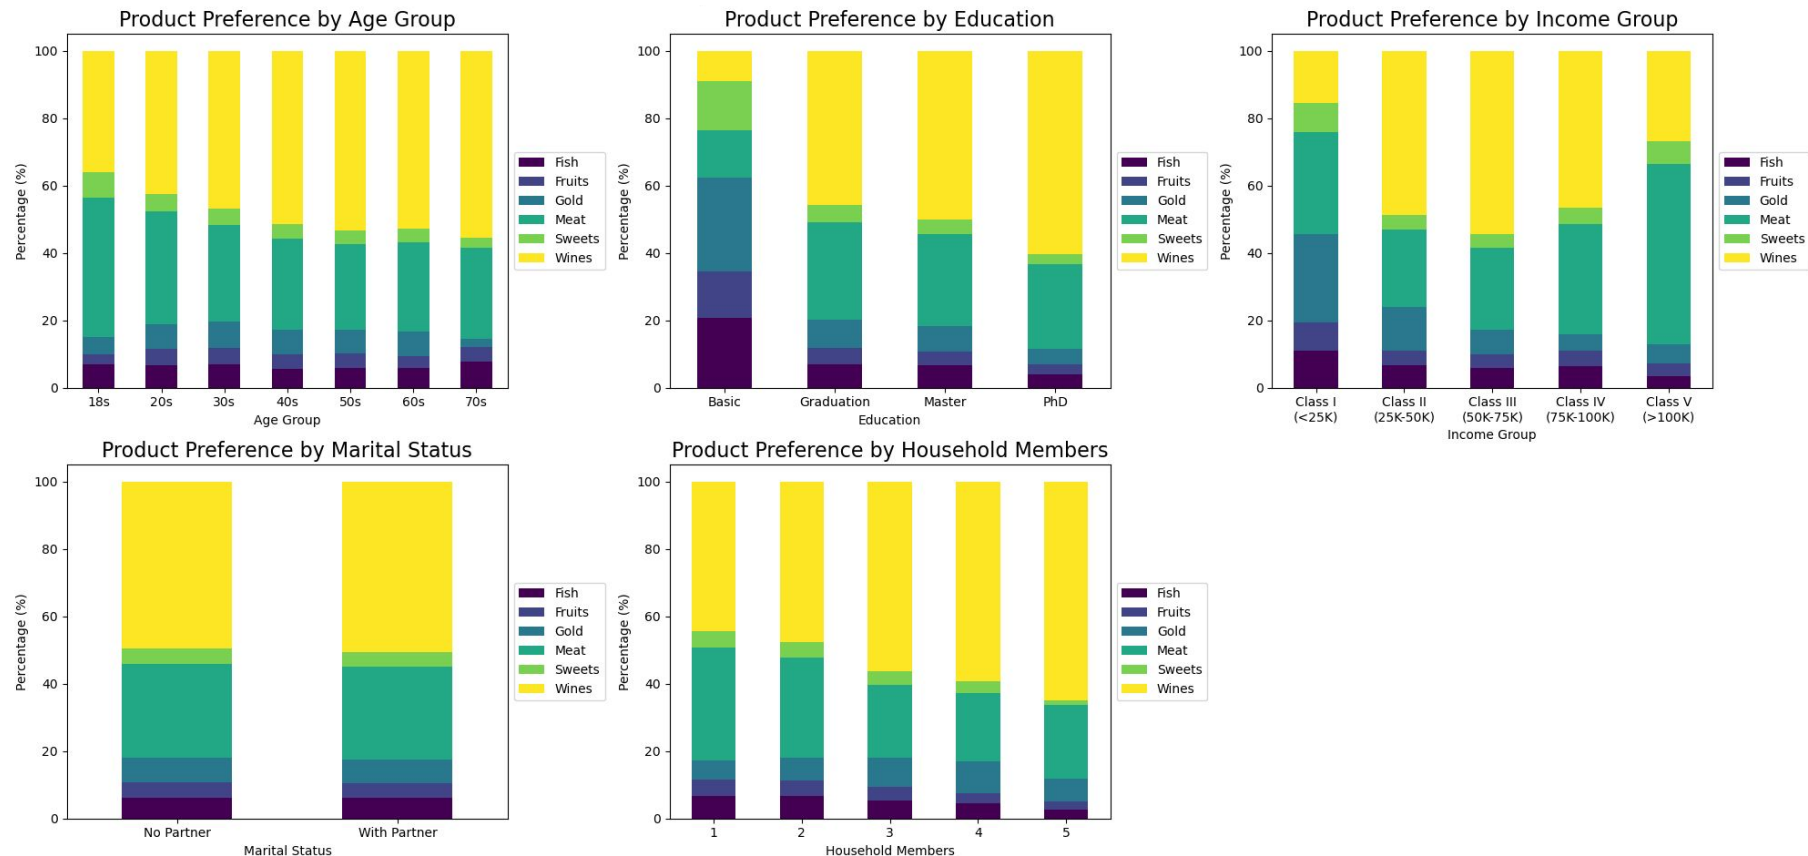 Product Preference by Age Group
Percentage (%)
100
80
60
40
20
0
18s 20s 30s 40s 50s 60s 70s
Age Group
Fish
Fruits
Gold
Meat
Sweets
Wines
Product Preference by Education
Percentage (%)
100
80
60
40
20
0
Basic Graduation Master PhD
Education
Fish
Fruits
Gold
Meat
Sweets
Wines
Product Preference by Income Group
Percentage (%)
100
80
60
40
20
0
Class I Class II Class III Class IV Class V
(<25K) (25K-50K) (50K-75K) (75K-100K) (>100K)
Income Group
Fish
Fruits
Gold
Meat
Sweets
Wines
Product Preference by Marital Status
Percentage (%)
100
80
60
40
20
0
No Partner With Partner
Marital Status
Fish
Fruits
Gold
Meat
Sweets
Wines
Product Preference by Household Members
Percentage (%)
100
80
60
40
20
0
1 2 3 4 5
Household Members
Fish
Fruits
Gold
Meat
Sweets
Wines